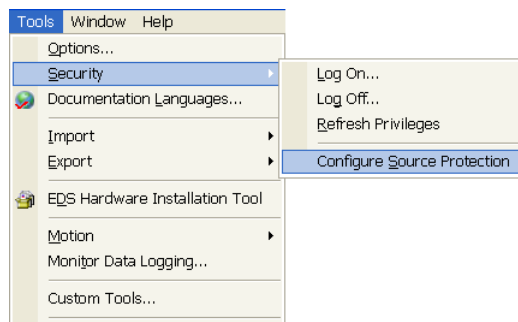 Tools Window Help
Options...
Security
Documentation Languages...
Import
Export
EDS Hardware Installation Tool
Motion
Monitor Data Logging...
Custom Tools...
Log On...
Log Off...
Refresh Privileges
Configure Source Protection